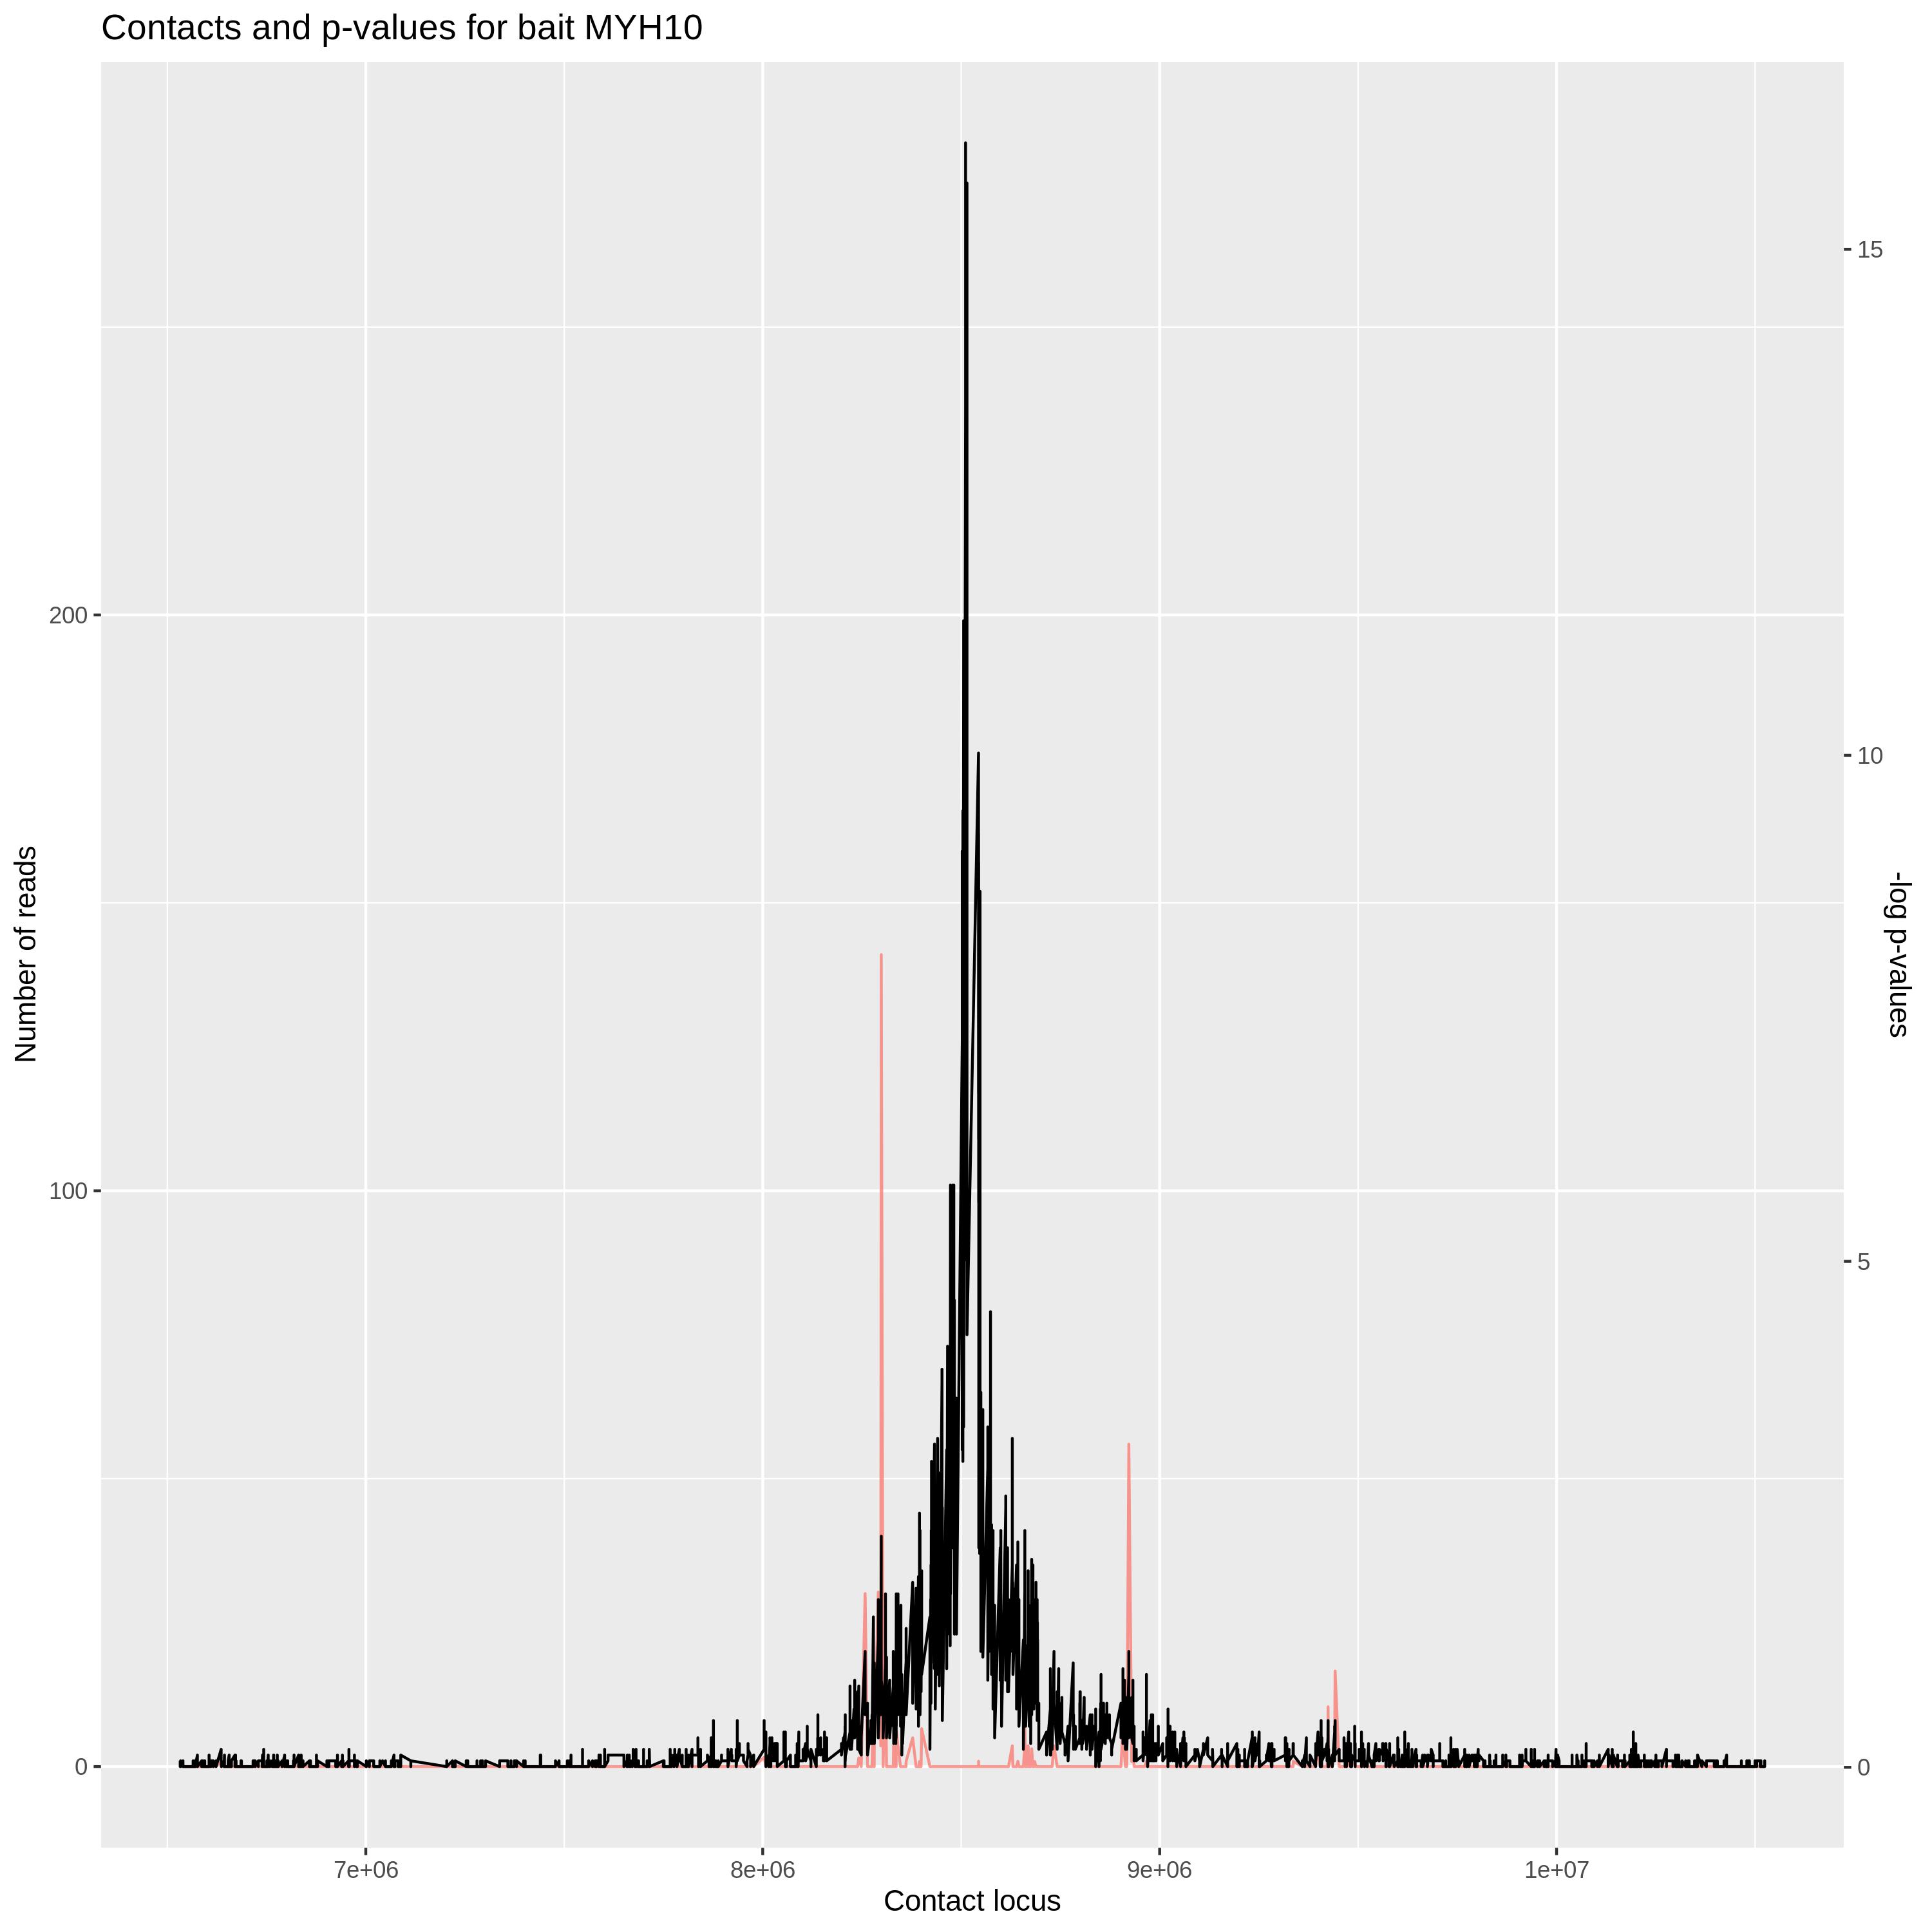 Contacts and p-values for bait MYH10
Number of reads
200
100
0
15
10
5
0
-log p-values
7e+06
8e+06
9e+06
1e+07
Contact locus